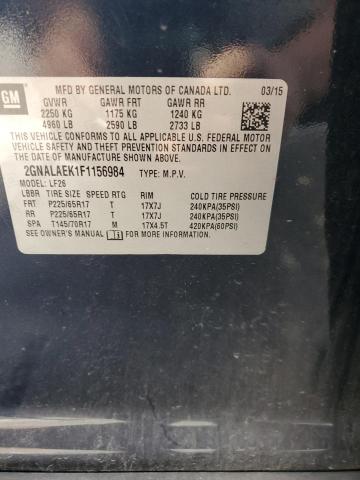 GM
MFD BY GENERAL MOTORS OF CANADA LTD. 03/15
GVWR GAWR FRT GAWR RR
2250 KG 1175 KG 1240 KG
4960 LB 2590 LB 2733 LB
THIS VEHICLE CONFORMS TO ALL APPLICABLE U.S. FEDERAL MOTOR
VEHICLE SAFETY AND THEFT PREVENTION STANDARDS IN EFFECT
ON THE DATE OF MANUFACTURE SHOWN ABOVE.
2GNALAEK1F1156984 TYPE: M.P.V.
MODEL: LF26
LBBR TIRE SIZE SPEED RTG RIM COLD TIRE PRESSURE
FRT P225/65R17 T 17X7J 240KPA(35PSI)
RR P225/65R17 T 17X7J 240KPA(35PSI)
SPA T145/70R17 M 17X4.5T 420KPA(60PSI)
SEE OWNER'S MANUAL FOR MORE INFORMATION.